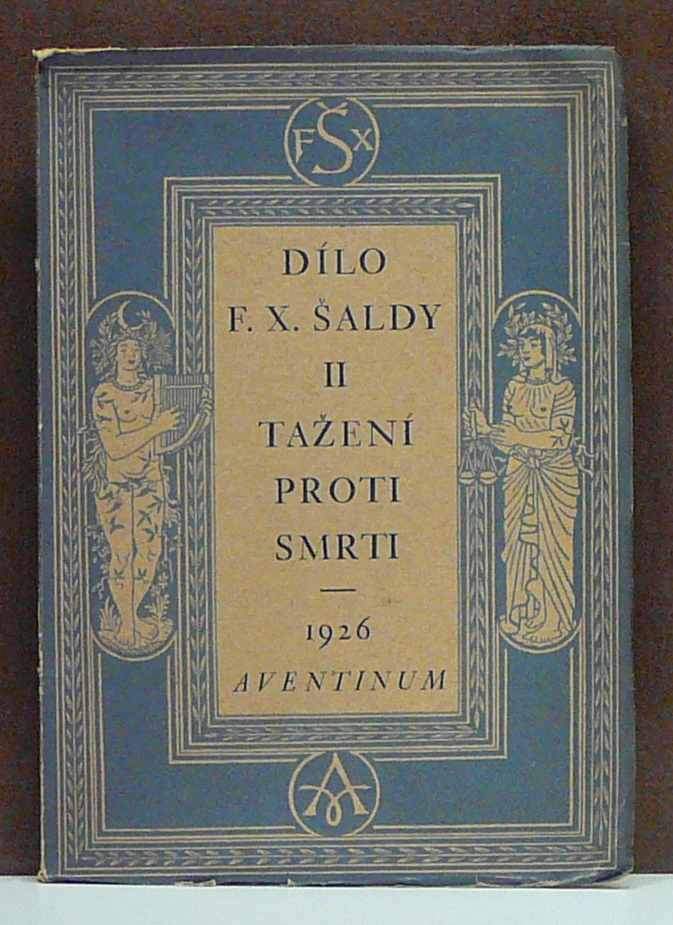 FŠX
DÍLO
F. X. ŠALDY
II
TAŽENÍ
PROTI
SMRTI
1926
AVENTINUM
A